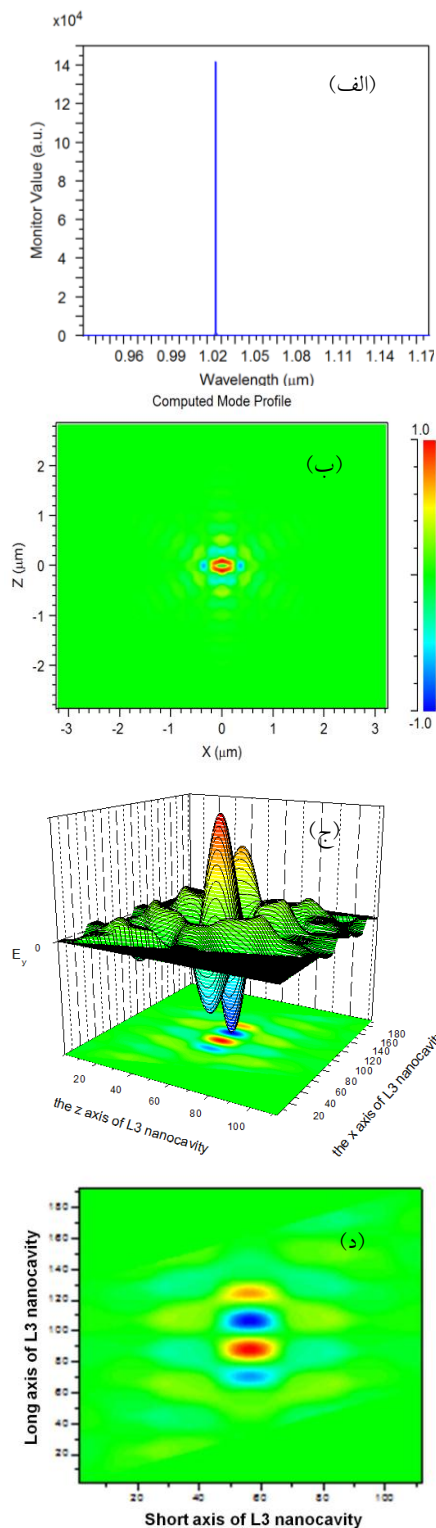 x10⁴
(الف)
14
12
10
8
6
4
2
0
Monitor Value (a.u.)
0.96 0.99 1.02 1.05 1.08 1.11 1.14 1.17
Wavelength (μm)
Computed Mode Profile
(ب)
1.0
-1.0
2
1
0
-1
-2
Z (μm)
-3 -2 -1 0 1 2 3
X (μm)
(ج)
E_y 0
20 40 60 80 100
the z axis of L3 nanocavity
180
160
140
120
100
80
60
40
20
the x axis of L3 nanocavity
(د)
180
160
140
120
100
80
60
40
20
Long axis of L3 nanocavity
20 40 60 80 100
Short axis of L3 nanocavity